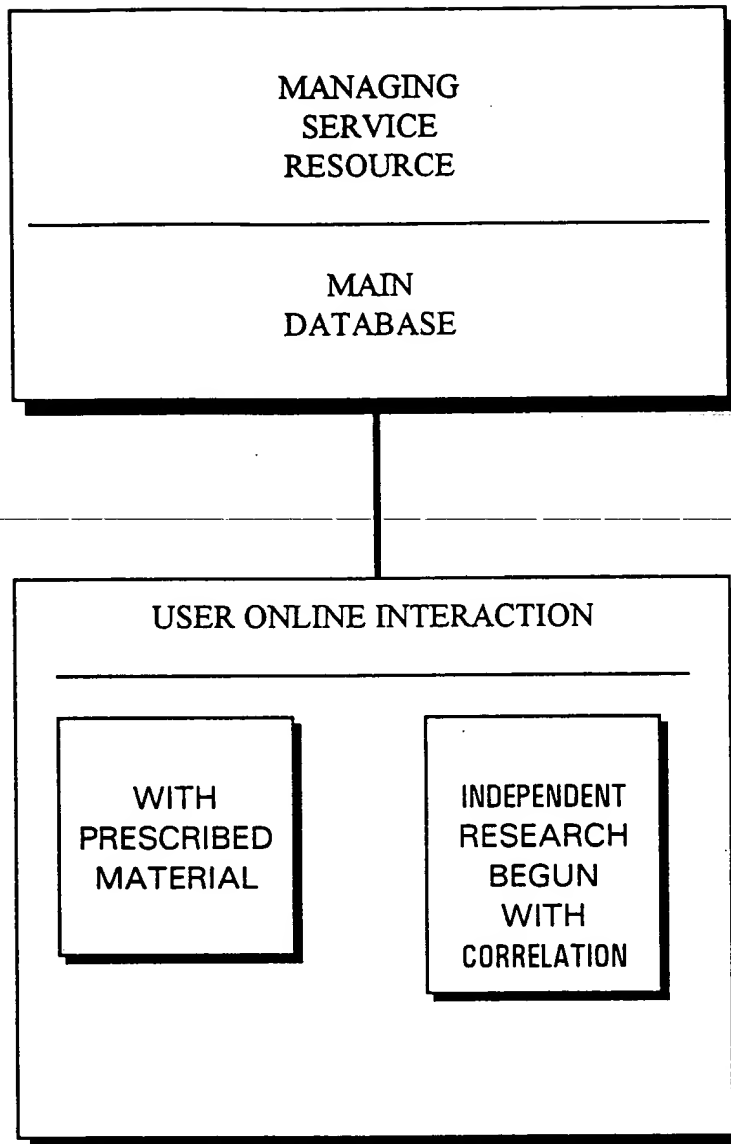 MANAGING
SERVICE
RESOURCE
MAIN
DATABASE
USER ONLINE INTERACTION
WITH
PRESCRIBED
MATERIAL
INDEPENDENT
RESEARCH
BEGUN
WITH
CORRELATION